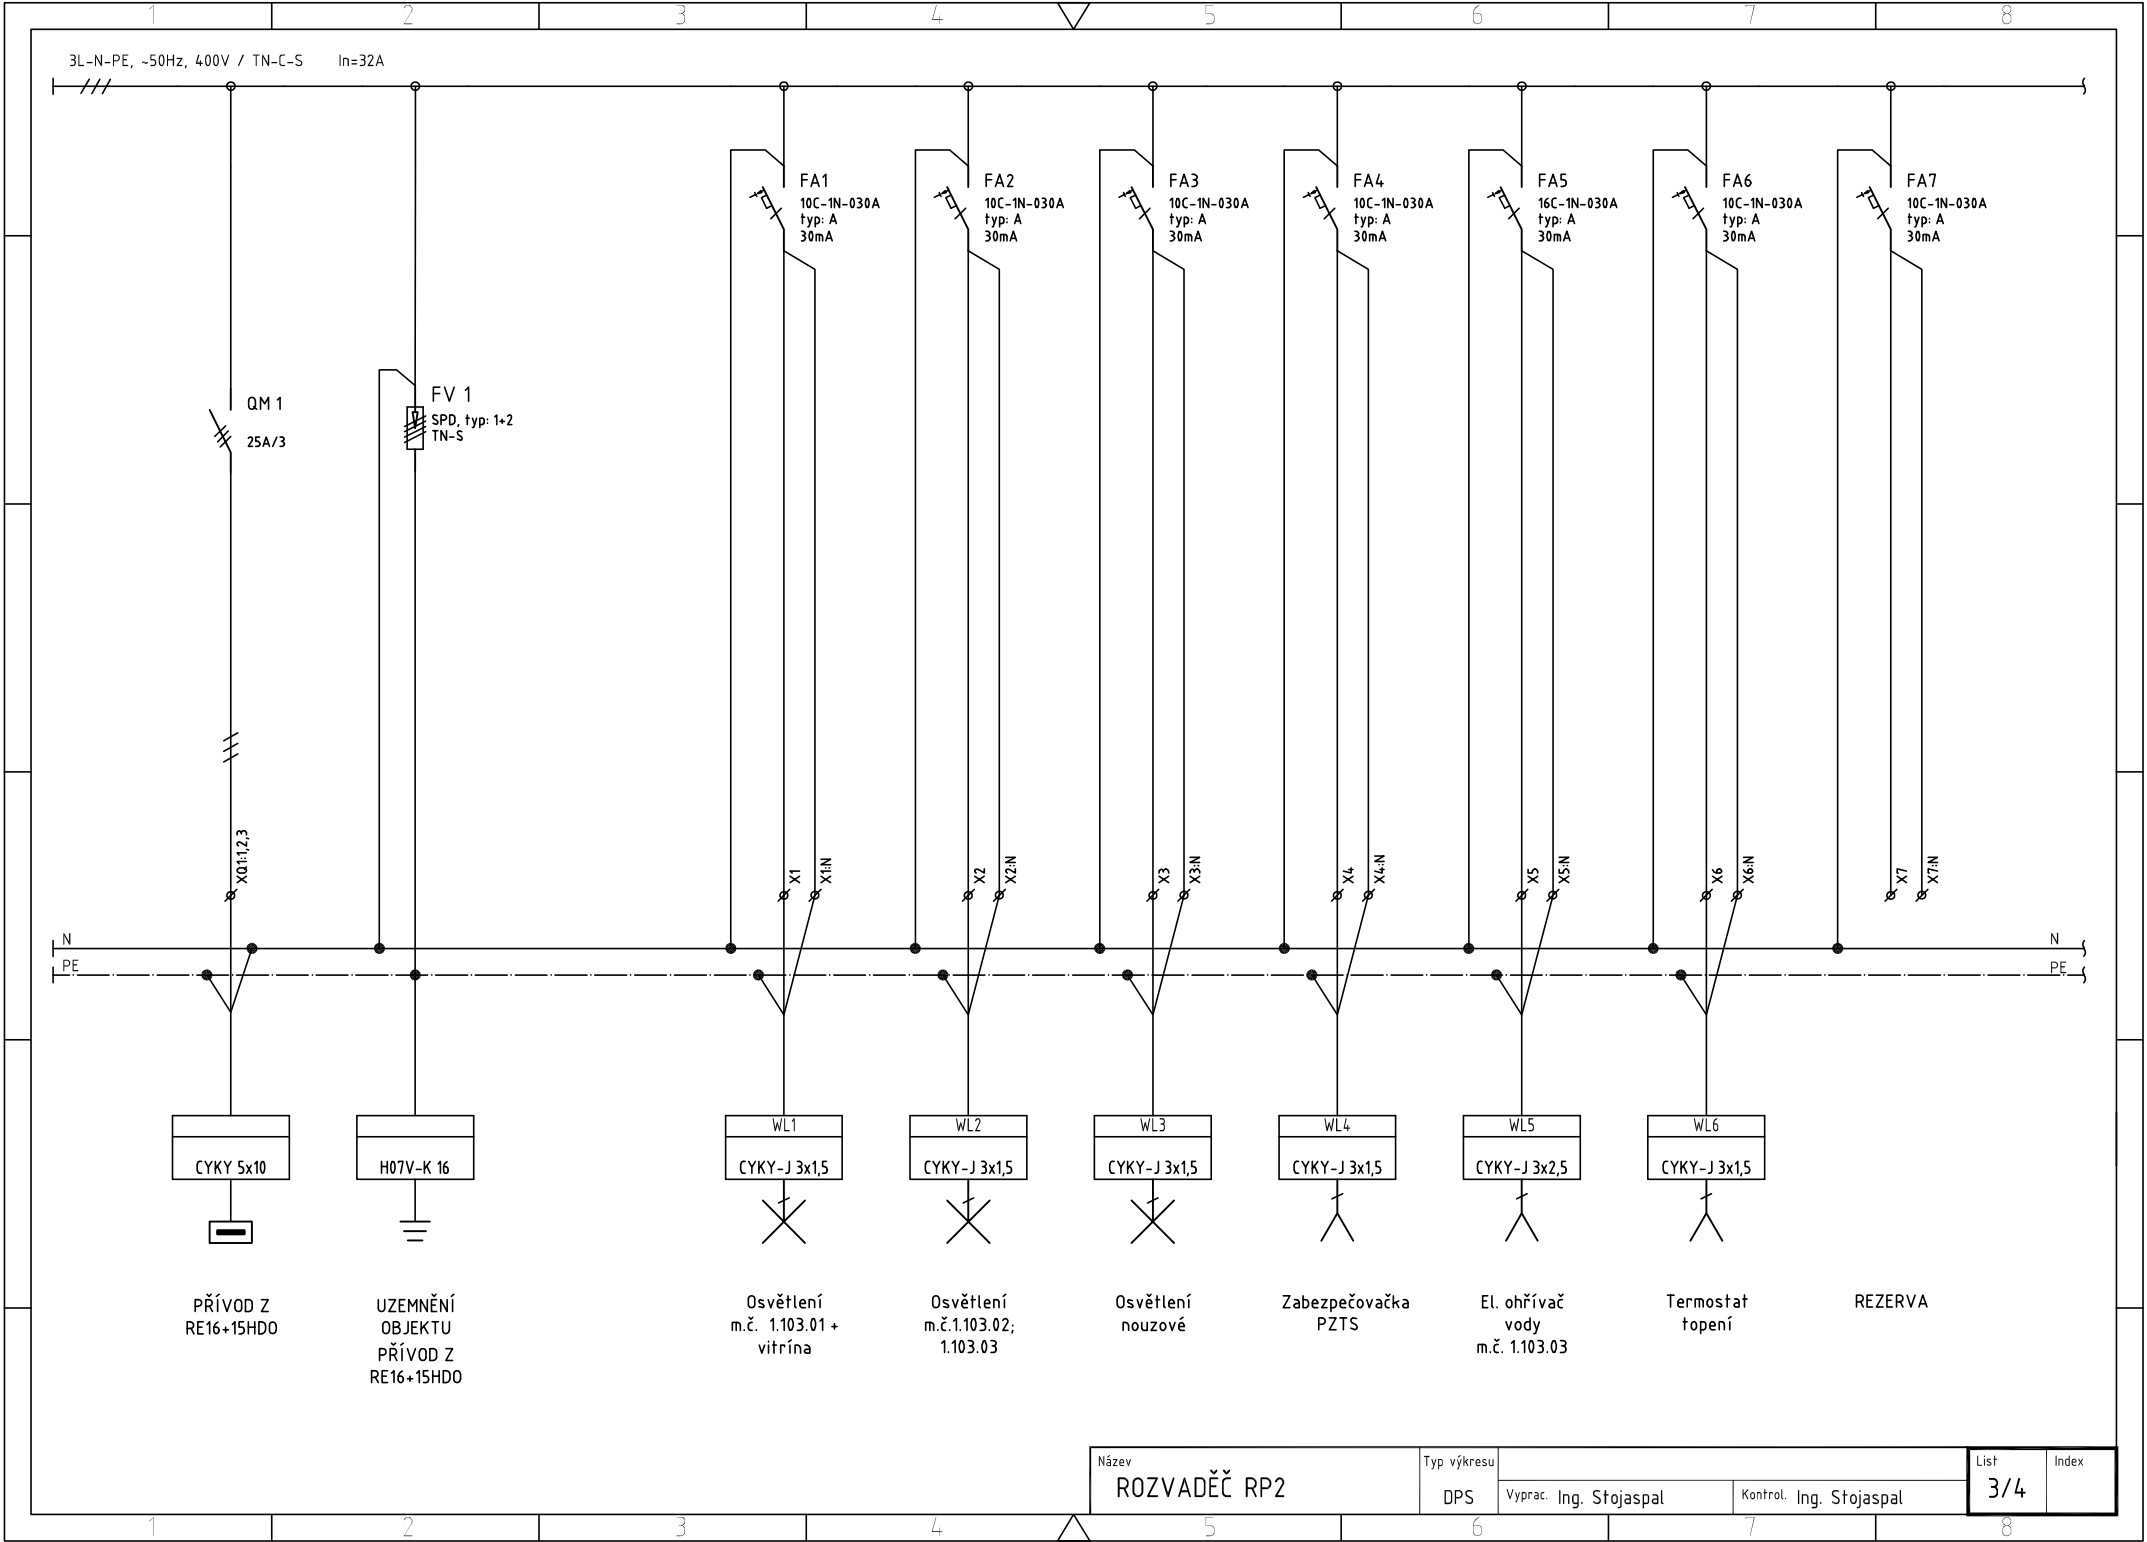 1 2 3 4 5 6 7 8
3L-N-PE, ~50Hz, 400V / TN-C-S In=32A
FA1
10C-1N-030A
typ: A
30mA
FA2
10C-1N-030A
typ: A
30mA
FA3
10C-1N-030A
typ: A
30mA
FA4
10C-1N-030A
typ: A
30mA
FA5
16C-1N-030A
typ: A
30mA
FA6
10C-1N-030A
typ: A
30mA
FA7
10C-1N-030A
typ: A
30mA
QM 1
25A/3
FV 1
SPD, typ: 1+2
TN-S
XQ1:1,2,3
X1
X1:N
X2
X2:N
X3
X3:N
X4
X4:N
X5
X5:N
X6
X6:N
X7
X7:N
N N
PE PE
CYKY 5x10
H07V-K 16
WL1
CYKY-J 3x1,5
WL2
CYKY-J 3x1,5
WL3
CYKY-J 3x1,5
WL4
CYKY-J 3x1,5
WL5
CYKY-J 3x2,5
WL6
CYKY-J 3x1,5
PŘÍVOD Z
RE16+15HDO
UZEMNĚNÍ
OBJEKTU
PŘÍVOD Z
RE16+15HDO
Osvětlení
m.č. 1.103.01 +
vitrína
Osvětlení
m.č.1.103.02;
1.103.03
Osvětlení
nouzové
Zabezpečovačka
PZTS
El. ohřívač
vody
m.č. 1.103.03
Termostat
topení
REZERVA
Název
ROZVADĚČ RP2
Typ výkresu
DPS
Vyprac. Ing. Stojaspal
Kontrol. Ing. Stojaspal
List
3/4
Index
1 2 3 4 5 6 7 8